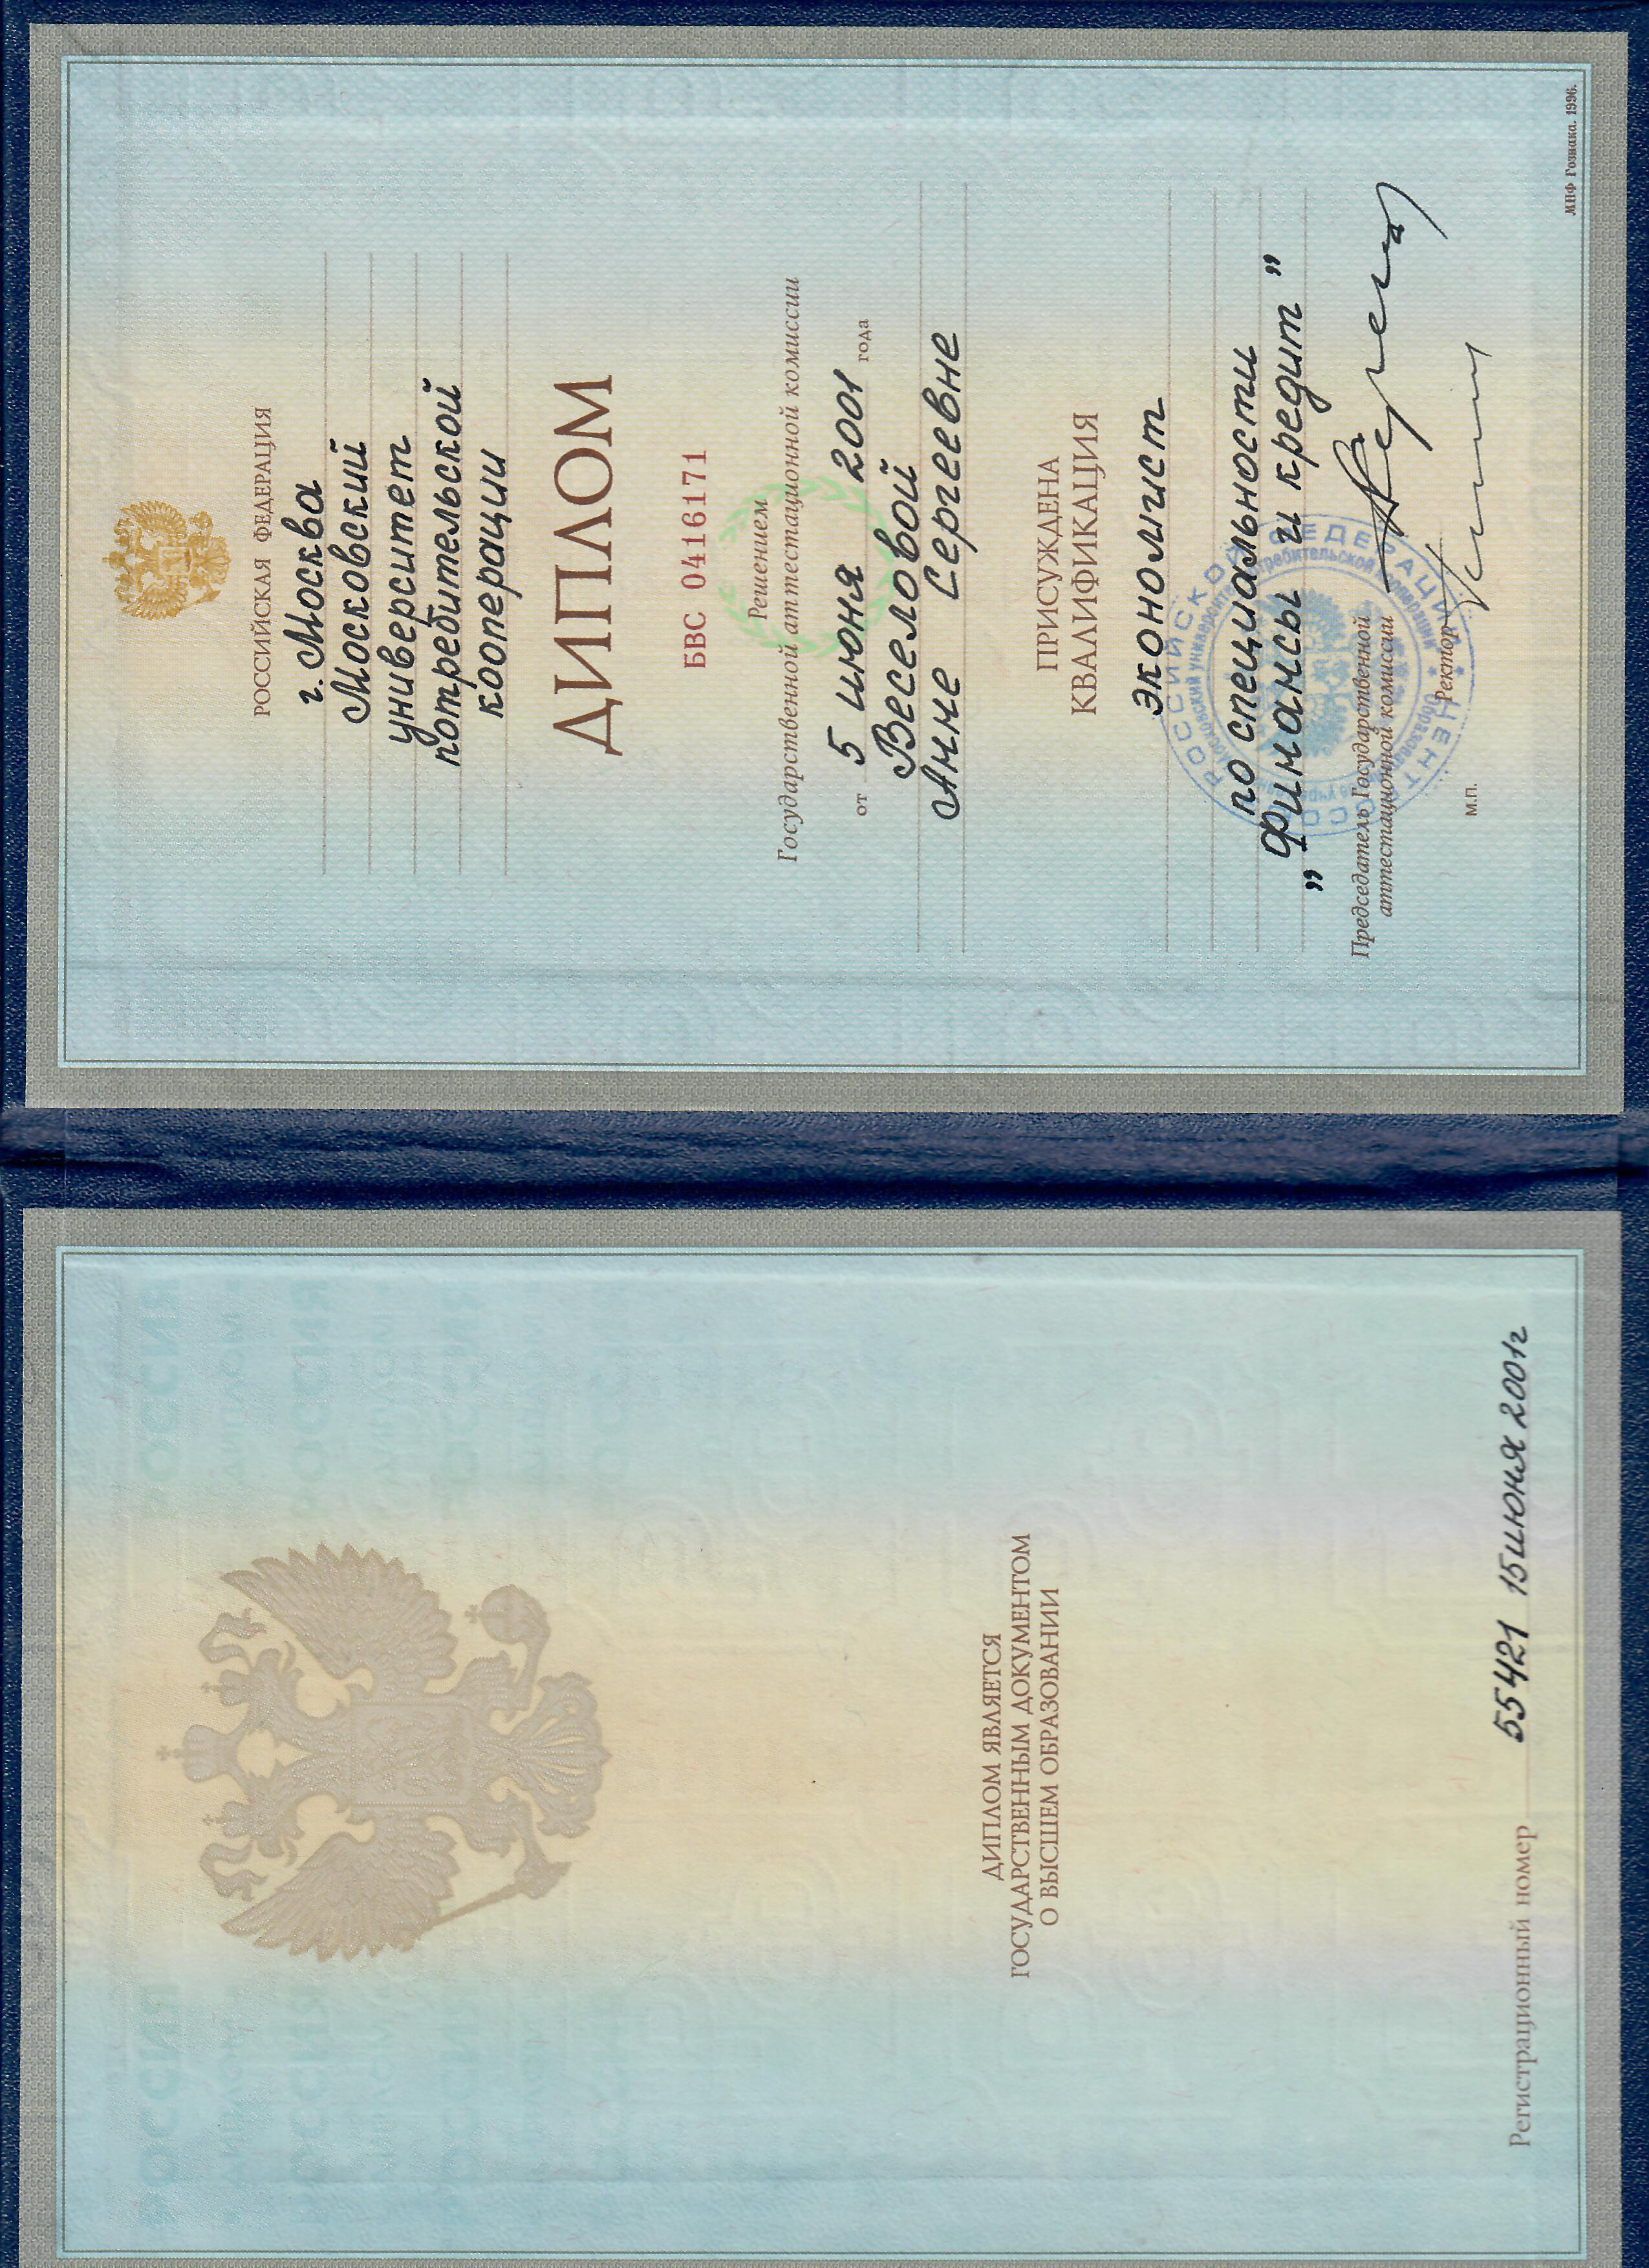 ДИПЛОМ ЯВЛЯЕТСЯ
ГОСУДАРСТВЕННЫМ ДОКУМЕНТОМ
О ВЫСШЕМ ОБРАЗОВАНИИ
Регистрационный номер 55421 15 июня 2001г
РОССИЙСКАЯ ФЕДЕРАЦИЯ
г. Москва
Московский
университет
потребительской
кооперации
ДИПЛОМ
БВС 0416171
Решением
Государственной аттестационной комиссии
от 5 июня 2001 года
Веселовой
Анне Сергеевне
ПРИСУЖДЕНА
КВАЛИФИКАЦИЯ
экономист
по специальности
„Финансы и кредит”
Председатель Государственной
аттестационной комиссии
Ректор
М.П.
МПФ Гознака. 1996.